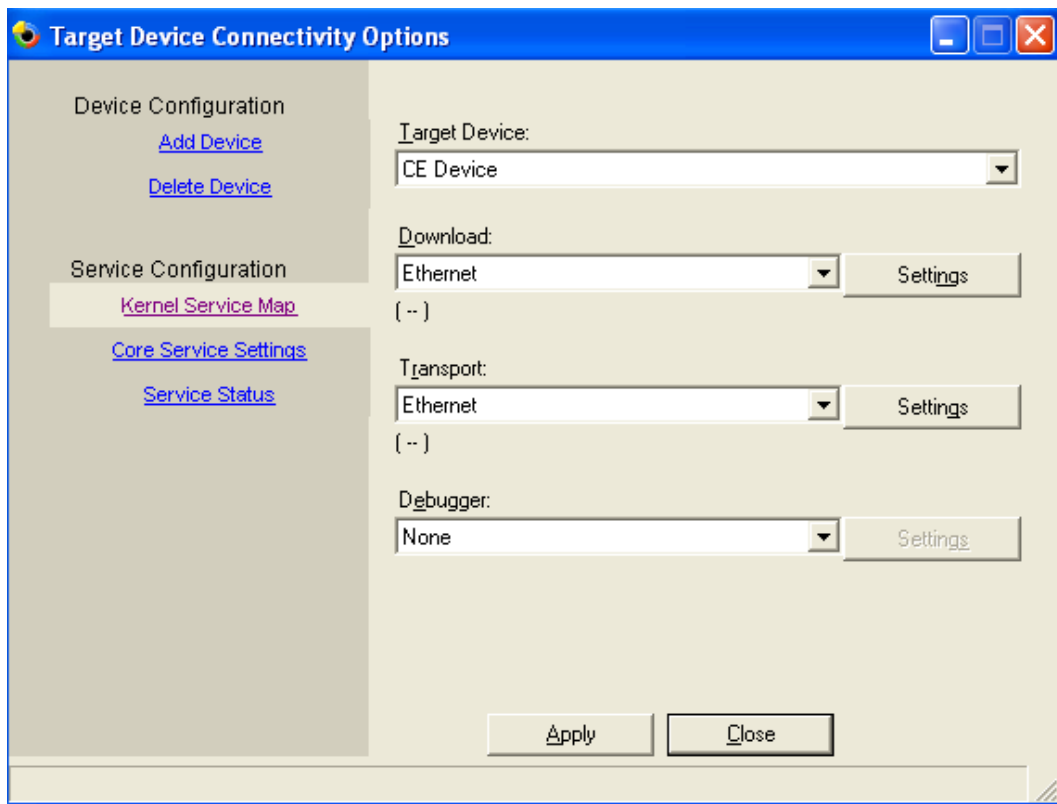 Target Device Connectivity Options
Device Configuration
Add Device
Delete Device
Service Configuration
Kernel Service Map
Core Service Settings
Service Status
Target Device:
CE Device
Download:
Ethernet
Settings
( -- )
Transport:
Ethernet
Settings
( -- )
Debugger:
None
Settings
Apply
Close